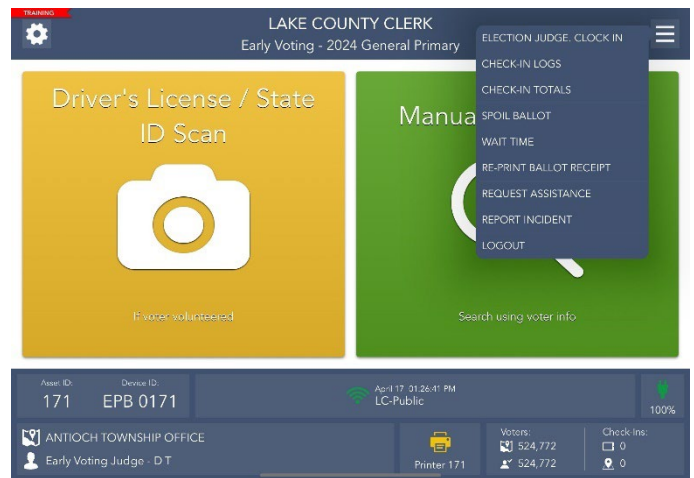 TRAINING
LAKE COUNTY CLERK
Early Voting - 2024 General Primary
ELECTION JUDGE. CLOCK IN
CHECK-IN LOGS
CHECK-IN TOTALS
SPOIL BALLOT
WAIT TIME
RE-PRINT BALLOT RECEIPT
REQUEST ASSISTANCE
REPORT INCIDENT
LOGOUT
Driver's License / State
ID Scan
If voter volunteered
Manua
Search using voter info
Asset ID:
171
Device ID:
EPB 0171
April 17 01:26:41 PM
LC-Public
100%
ANTIOCH TOWNSHIP OFFICE
Early Voting Judge - D T
Printer 171
Voters:
524,772
524,772
Check-Ins:
0
0